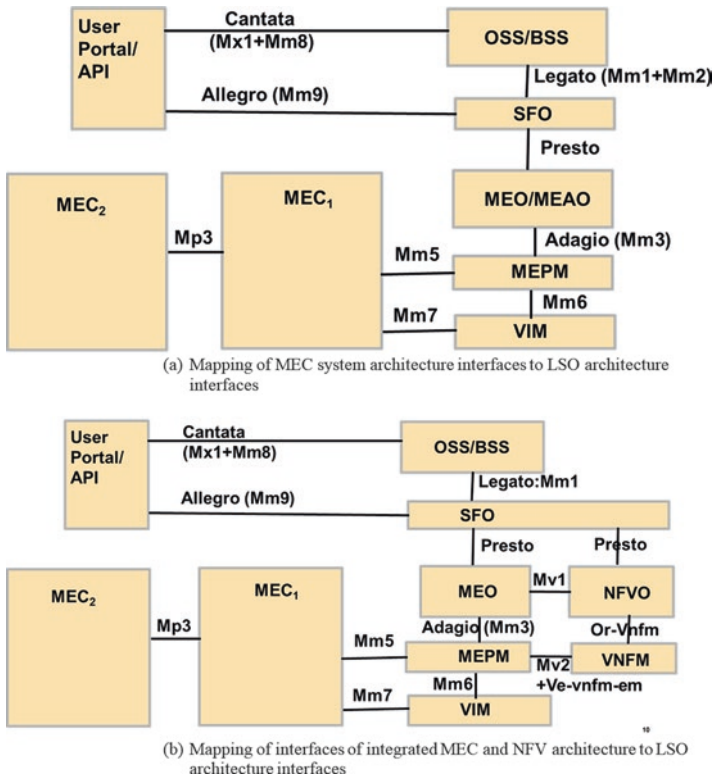 User
Portal/
API
Cantata
(Mx1+Mm8)
OSS/BSS
Legato (Mm1+Mm2)
Allegro (Mm9)
SFO
Presto
MEC₂
Mp3
MEC₁
MEO/MEAO
Adagio (Mm3)
Mm5
MEPM
Mm6
Mm7
VIM
(a) Mapping of MEC system architecture interfaces to LSO architecture
interfaces
User
Portal/
API
Cantata
(Mx1+Mm8)
OSS/BSS
Legato:Mm1
Allegro (Mm9)
SFO
Presto
Presto
MEC₂
Mp3
MEC₁
MEO
Mv1
NFVO
Adagio (Mm3)
Or-Vnfm
Mm5
MEPM
Mv2
+Ve-vnfm-em
VNFM
Mm6
Mm7
VIM
10
(b) Mapping of interfaces of integrated MEC and NFV architecture to LSO
architecture interfaces